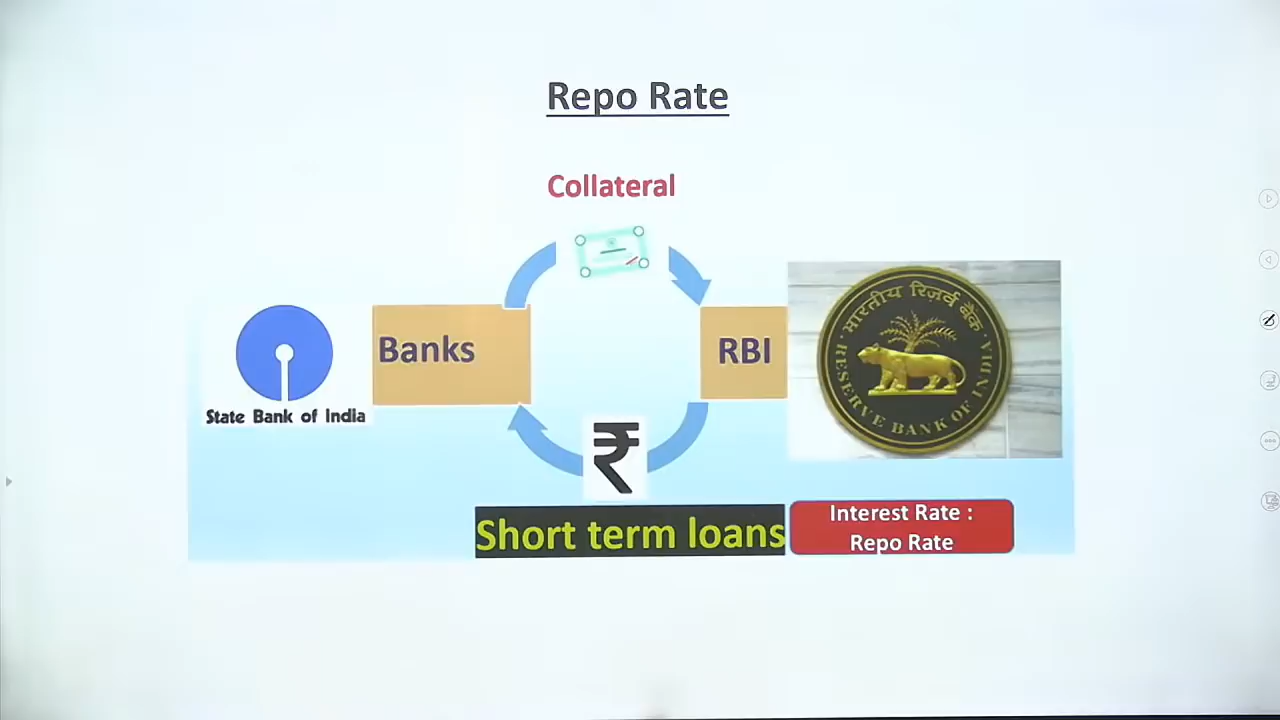 Repo Rate
Collateral
Banks
RBI
State Bank of India
भारतीय रिज़र्व बैंक
RESERVE BANK OF INDIA
₹
Short term loans
Interest Rate :
Repo Rate